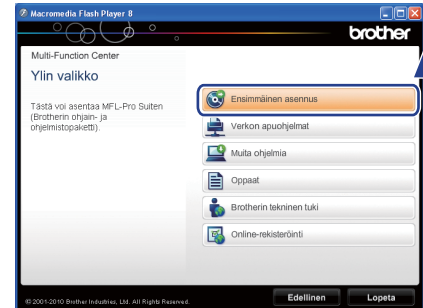 Macromedia Flash Player 8
brother
Multi-Function Center
Ylin valikko
Tästä voi asentaa MFL-Pro Suiten
(Brotherin ohjain- ja
ohjelmistopaketti).
Ensimmäinen asennus
Verkon apuohjelmat
Muita ohjelmia
Oppaat
Brotherin tekninen tuki
Online-rekisteröinti
© 2001-2010 Brother Industries, Ltd. All Rights Reserved.
Edellinen
Lopeta